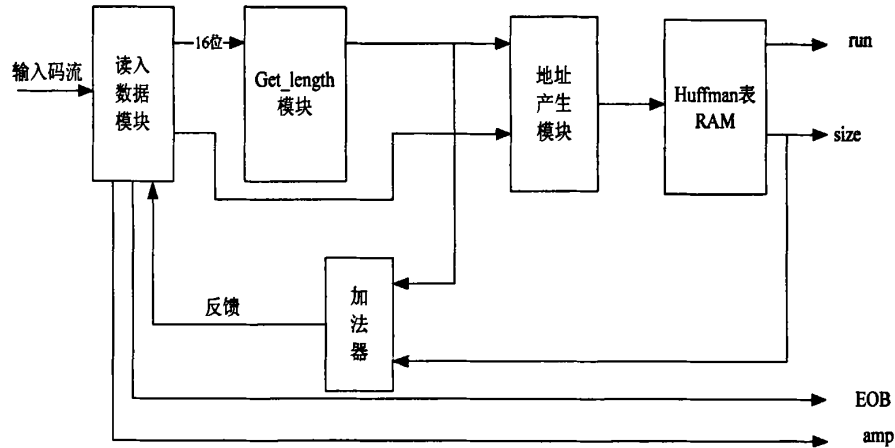 输入码流
读入
数据
模块
16位
Get_length
模块
地址
产生
模块
Huffman表
RAM
run
size
反馈
加
法
器
EOB
amp